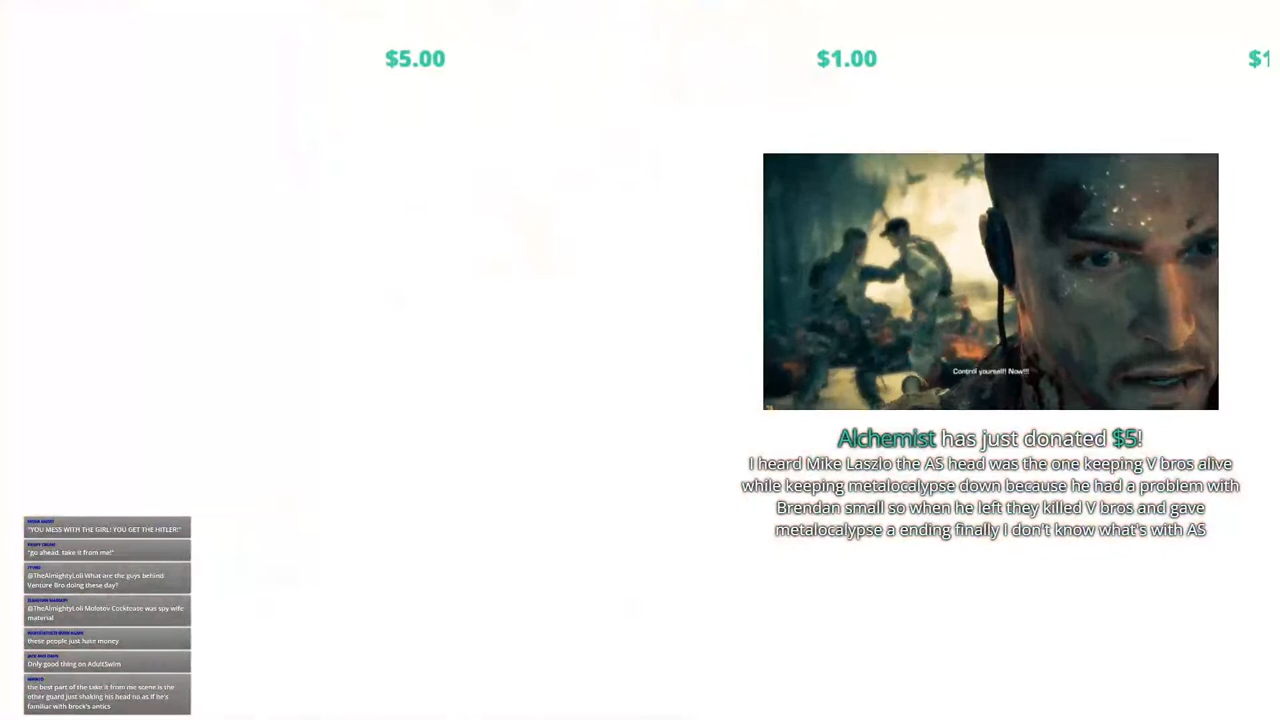 $5.00
$1.00
$1
Control yourself! Now!!!
Alchemist has just donated $5!
I heard Mike Laszlo the AS head was the one keeping V bros alive
while keeping metalocalypse down because he had a problem with
Brendan small so when he left they killed V bros and gave
metalocalypse a ending finally I don't know what's with AS
"YOU MESS WITH THE GIRL! YOU GET THE HITLER!"
"go ahead, take it from me!"
@TheAlmightyLoli What are the guys behind
Venture Bro doing these day?
@TheAlmightyLoli Molotov Cocktease was spy wife
material
these people just hate money
Only good thing on AdultSwim
the best part of the take it from me scene is the
other guard just shaking his head no as if he's
familiar with brock's antics